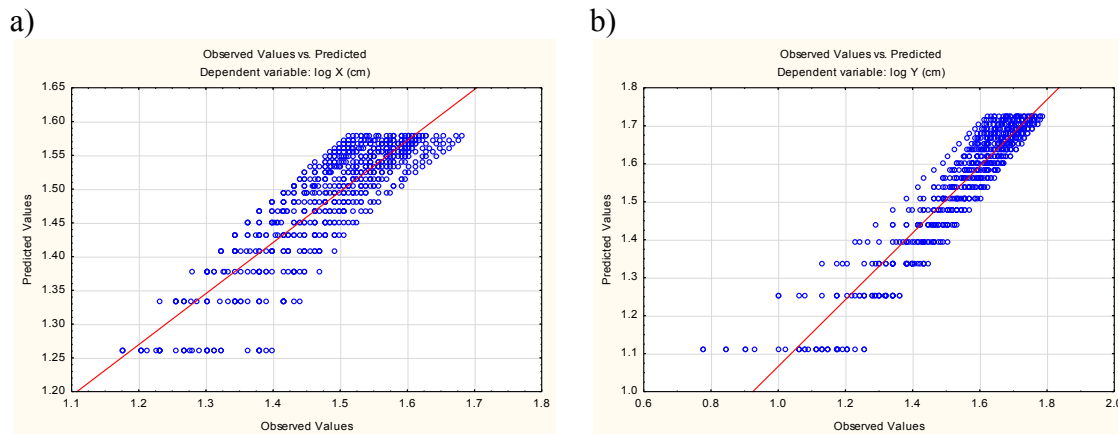 a)
Observed Values vs. Predicted
Dependent variable: log X (cm)
1.65
1.60
1.55
1.50
1.45
1.40
1.35
1.30
1.25
1.20
Predicted Values
1.1 1.2 1.3 1.4 1.5 1.6 1.7 1.8
Observed Values
b)
Observed Values vs. Predicted
Dependent variable: log Y (cm)
1.8
1.7
1.6
1.5
1.4
1.3
1.2
1.1
1.0
Predicted Values
0.6 0.8 1.0 1.2 1.4 1.6 1.8 2.0
Observed Values